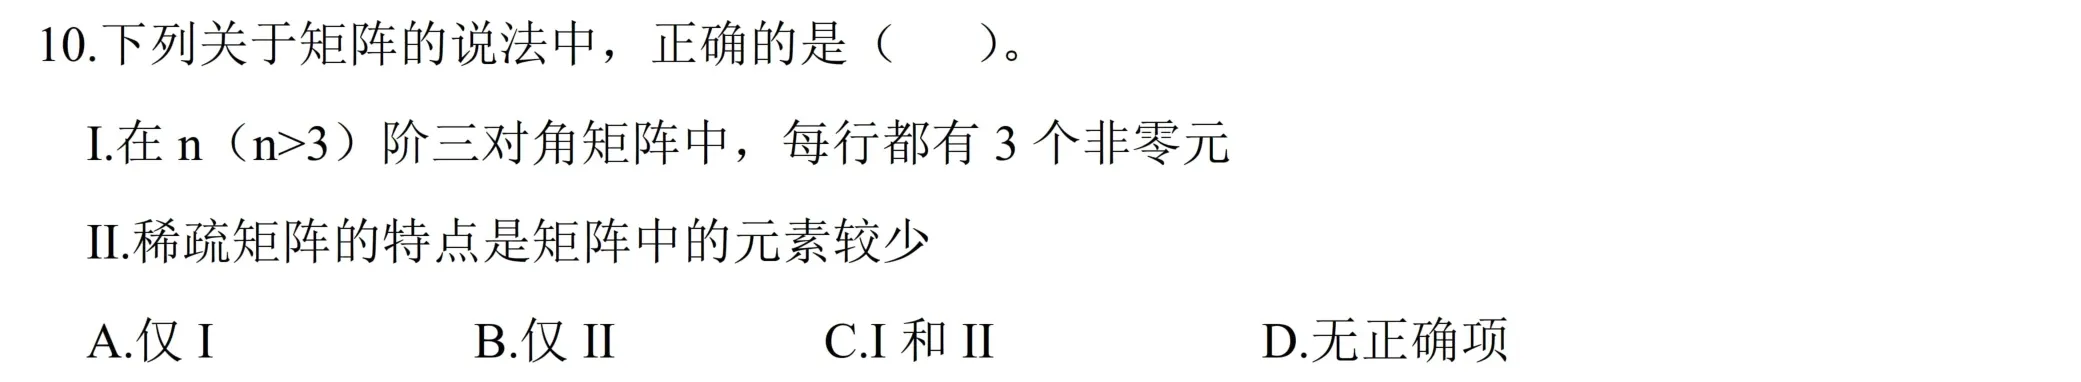 10.下列关于矩阵的说法中，正确的是（　　）。
I.在 n（n>3）阶三对角矩阵中，每行都有 3 个非零元
II.稀疏矩阵的特点是矩阵中的元素较少
A.仅 I　　B.仅 II　　C.I 和 II　　D.无正确项